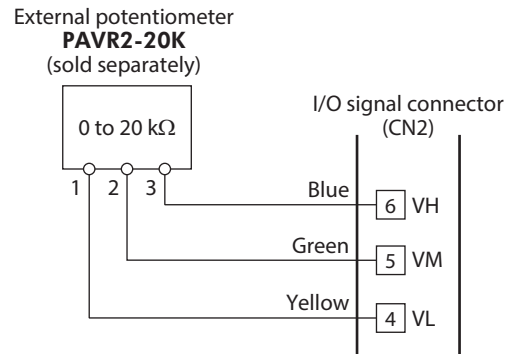 External potentiometer
PAVR2-20K
(sold separately)
0 to 20 kΩ
1 2 3
I/O signal connector
(CN2)
Blue 6 VH
Green 5 VM
Yellow 4 VL